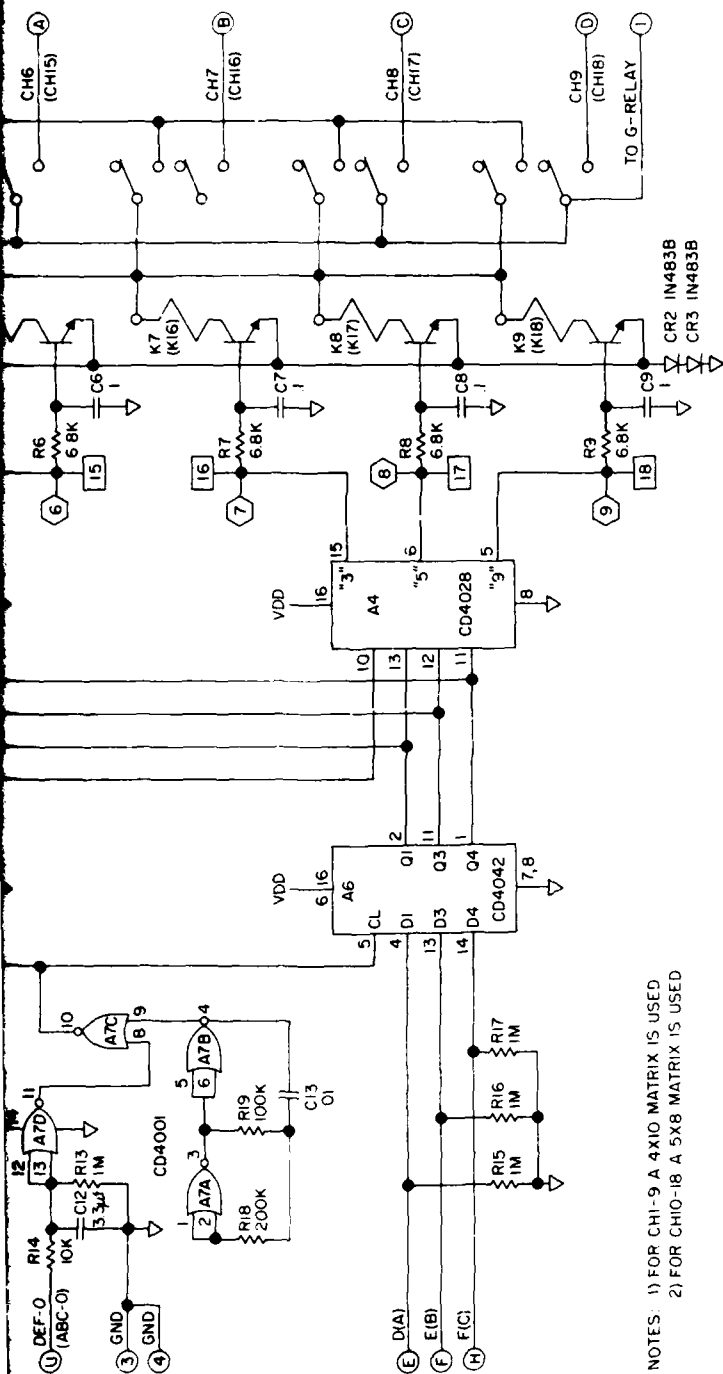 A
CH6
(CH15)
B
CH7
(CH16)
C
CH8
(CH17)
D
CH9
(CH18)
TO G-RELAY
1
K7
(K16)
K8
(K17)
K9
(K18)
CR2 1N483B
CR3 1N483B
C6
.1
C7
.1
C8
.1
C9
.1
R6
6.8K
R7
6.8K
R8
6.8K
R9
6.8K
6
15
7
16
8
17
9
18
VDD
16
A4
CD4028
"3"
15
"5"
6
"9"
5
8
10
13
12
11
VDD
6 16
A6
CD4042
5 CL
4 D1
13 D3
14 D4
Q1 2
Q3 11
Q4 1
7,8
10
A7C
9
8
11
A7D
12
13
R13
1M
C12
3.3µf
R14
10K
U
DEF-0
(ABC-0)
3
GND
4
GND
CD4001
4
A7B
5
6
R19
100K
C13
.01
3
A7A
1
2
R18
200K
R17
1M
R16
1M
R15
1M
E
D(A)
F
E(B)
H
F(C)
NOTES: 1) FOR CH1-9 A 4X10 MATRIX IS USED
2) FOR CH10-18 A 5X8 MATRIX IS USED